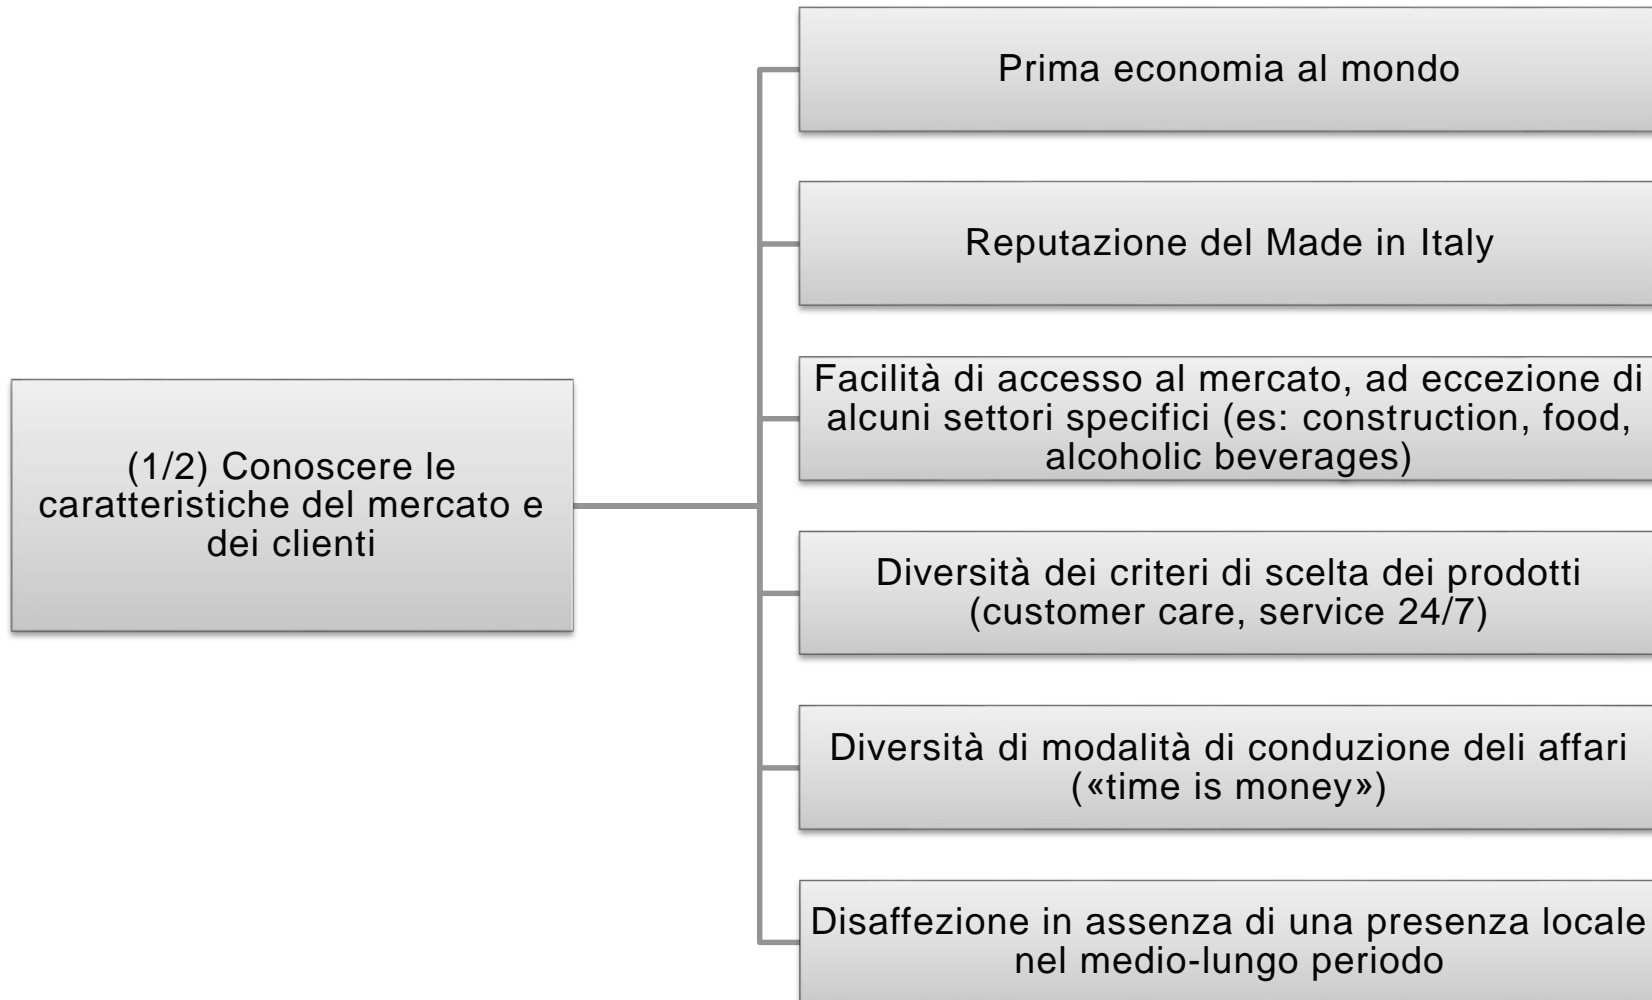 Prima economia al mondo
Reputazione del Made in Italy
Facilità di accesso al mercato, ad eccezione di
alcuni settori specifici (es: construction, food,
alcoholic beverages)
(1/2) Conoscere le
caratteristiche del mercato e
dei clienti
Diversità dei criteri di scelta dei prodotti
(customer care, service 24/7)
Diversità di modalità di conduzione deli affari
(«time is money»)
Disaffezione in assenza di una presenza locale
nel medio-lungo periodo